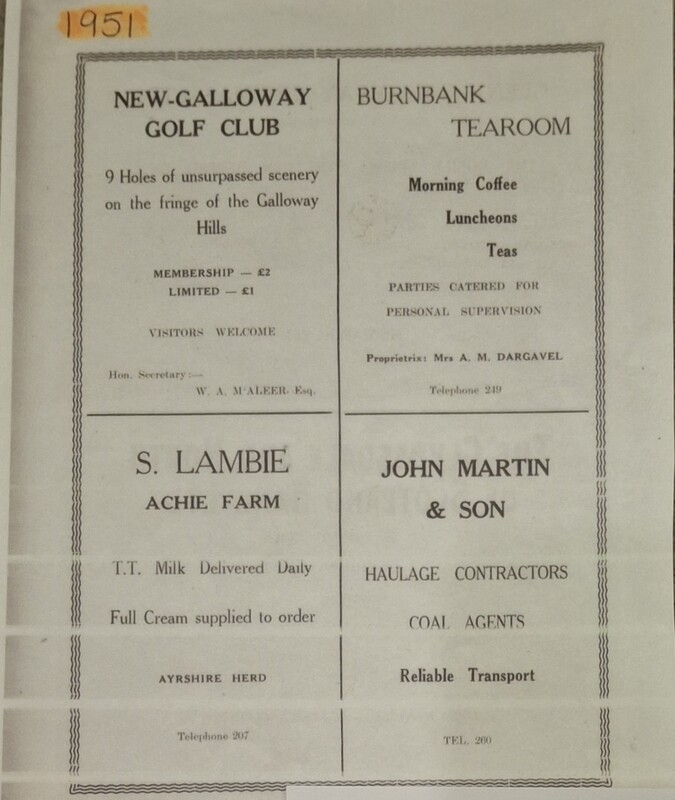 1951
NEW-GALLOWAY
GOLF CLUB
9 Holes of unsurpassed scenery
on the fringe of the Galloway
Hills
MEMBERSHIP — £2
LIMITED — £1
VISITORS WELCOME
Hon. Secretary:—
W. A. M'ALEER. Esq.
BURNBANK
TEAROOM
Morning Coffee
Luncheons
Teas
PARTIES CATERED FOR
PERSONAL SUPERVISION
Proprietrix: Mrs A. M. DARGAVEL
Telephone 249
S. LAMBIE
ACHIE FARM
T.T. Milk Delivered Daily
Full Cream supplied to order
AYRSHIRE HERD
Telephone 207
JOHN MARTIN
& SON
HAULAGE CONTRACTORS
COAL AGENTS
Reliable Transport
TEL. 260